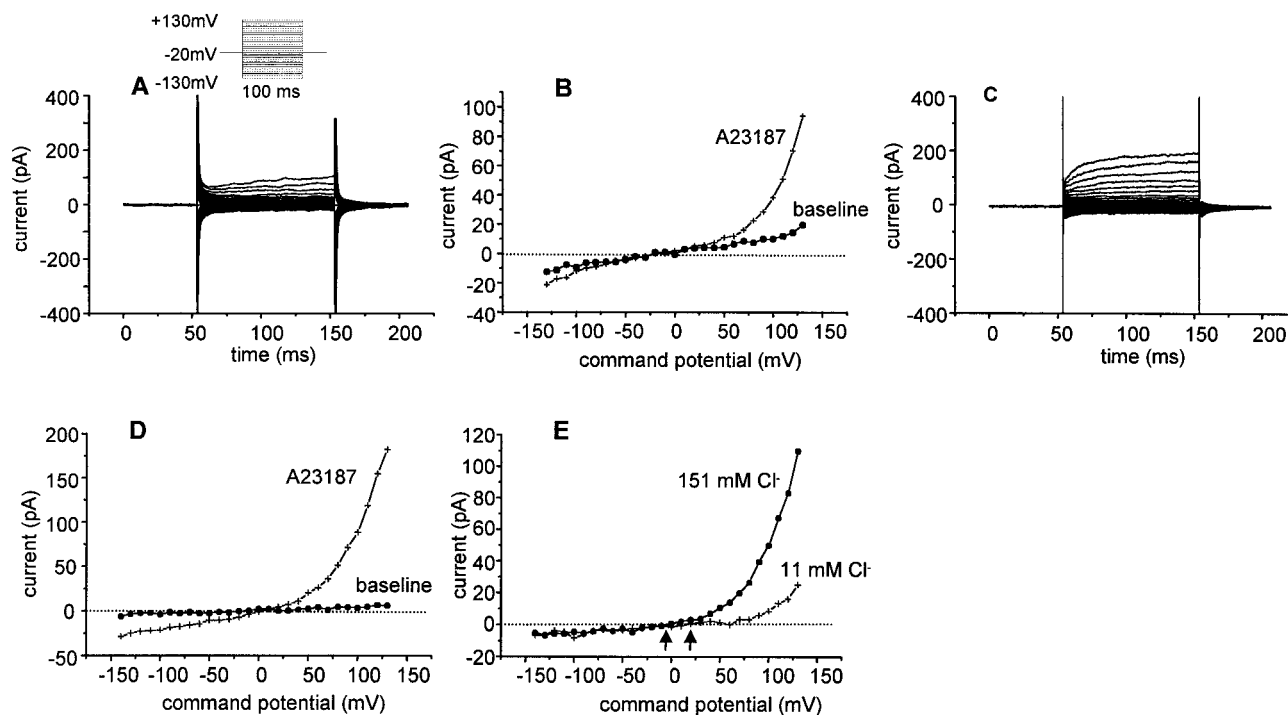 +130mV
-20mV
-130mV
100 ms
A
400
200
0
-200
-400
current (pA)
0 50 100 150 200
time (ms)
B
100
80
60
40
20
0
-20
-40
current (pA)
A23187
baseline
-150 -100 -50 0 50 100 150
command potential (mV)
C
400
200
0
-200
-400
current (pA)
0 50 100 150 200
time (ms)
D
200
150
100
50
0
-50
current (pA)
A23187
baseline
-150 -100 -50 0 50 100 150
command potential (mV)
E
120
100
80
60
40
20
0
-20
current (pA)
151 mM Cl-
11 mM Cl-
-150 -100 -50 0 50 100 150
command potential (mV)